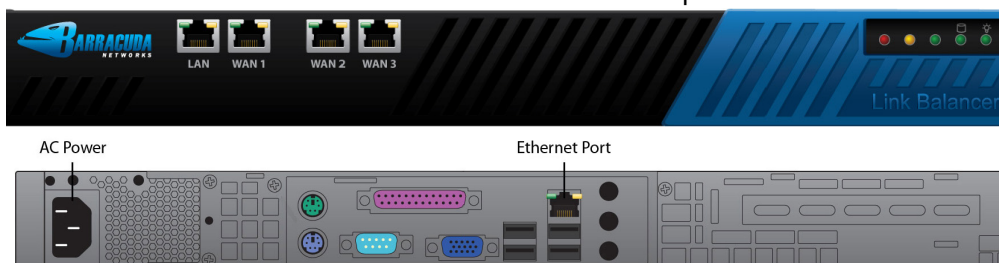 BARRACUDA
NETWORKS
LAN WAN 1 WAN 2 WAN 3
Link Balancer
AC Power Ethernet Port